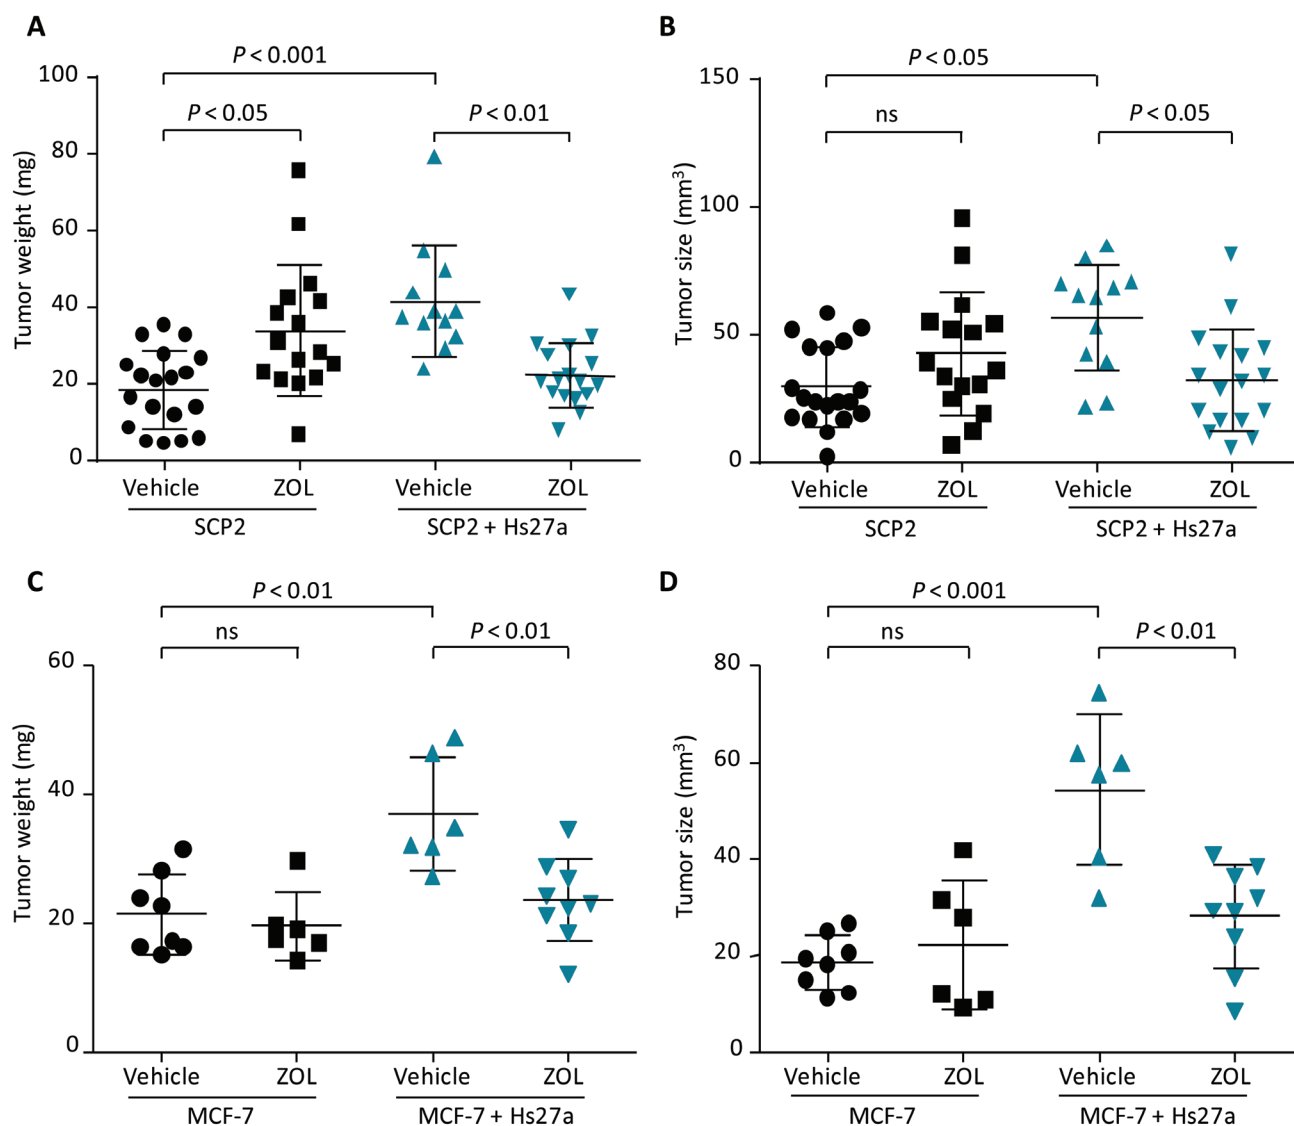 A
P < 0.001
P < 0.05
P < 0.01
Tumor weight (mg)
100
80
60
40
20
0
Vehicle
ZOL
Vehicle
ZOL
SCP2
SCP2 + Hs27a
B
P < 0.05
ns
P < 0.05
Tumor size (mm³)
150
100
50
0
Vehicle
ZOL
Vehicle
ZOL
SCP2
SCP2 + Hs27a
C
P < 0.01
ns
P < 0.01
Tumor weight (mg)
60
40
20
0
Vehicle
ZOL
Vehicle
ZOL
MCF-7
MCF-7 + Hs27a
D
P < 0.001
ns
P < 0.01
Tumor size (mm³)
80
60
40
20
0
Vehicle
ZOL
Vehicle
ZOL
MCF-7
MCF-7 + Hs27a